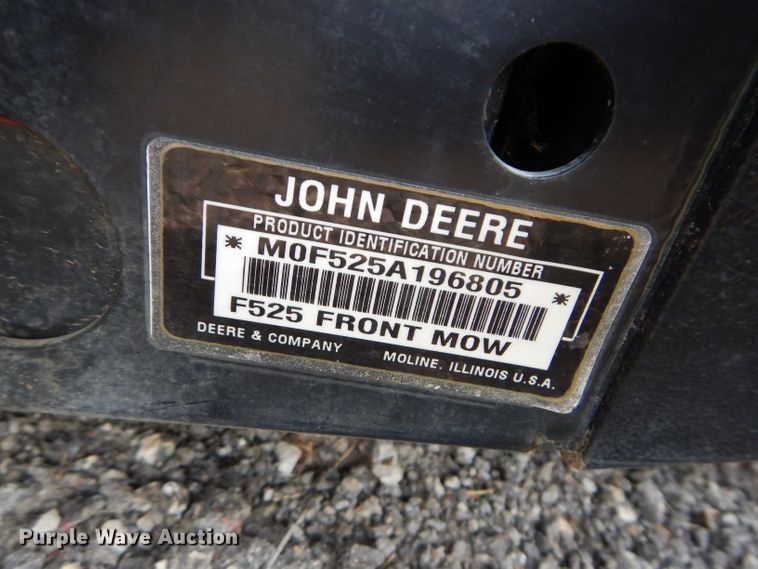 JOHN DEERE
PRODUCT IDENTIFICATION NUMBER
* M0F525A196805 *
F525 FRONT MOW
DEERE & COMPANY MOLINE, ILLINOIS U.S.A.
Purple Wave Auction